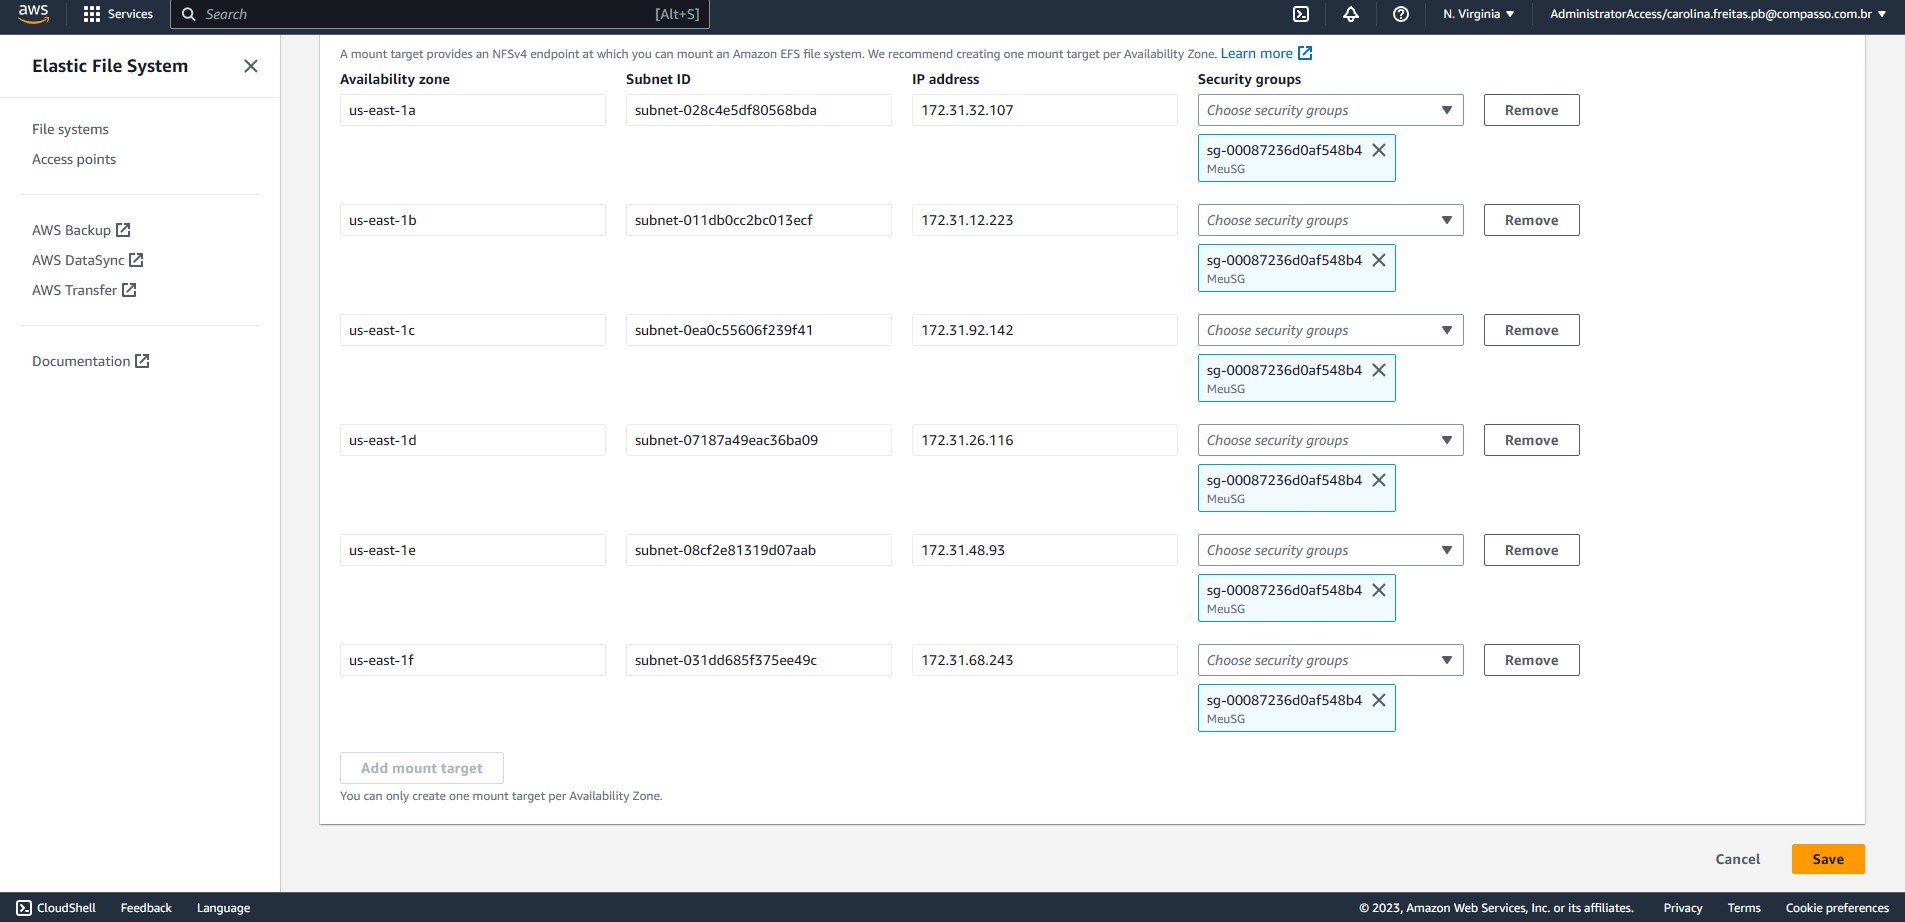 aws
Services
Search
[Alt+S]
N. Virginia
AdministratorAccess/carolina.freitas.pb@compasso.com.br
Elastic File System
File systems
Access points
AWS Backup
AWS DataSync
AWS Transfer
Documentation
A mount target provides an NFSv4 endpoint at which you can mount an Amazon EFS file system. We recommend creating one mount target per Availability Zone. Learn more
Availability zone Subnet ID IP address Security groups
us-east-1a subnet-028c4e5df80568bda 172.31.32.107 Choose security groups Remove
sg-00087236d0af548b4
MeuSG
us-east-1b subnet-011db0cc2bc013ecf 172.31.12.223 Choose security groups Remove
sg-00087236d0af548b4
MeuSG
us-east-1c subnet-0ea0c55606f239f41 172.31.92.142 Choose security groups Remove
sg-00087236d0af548b4
MeuSG
us-east-1d subnet-07187a49eac36ba09 172.31.26.116 Choose security groups Remove
sg-00087236d0af548b4
MeuSG
us-east-1e subnet-08cf2e81319d07aab 172.31.48.93 Choose security groups Remove
sg-00087236d0af548b4
MeuSG
us-east-1f subnet-031dd685f375ee49c 172.31.68.243 Choose security groups Remove
sg-00087236d0af548b4
MeuSG
Add mount target
You can only create one mount target per Availability Zone.
Cancel Save
CloudShell Feedback Language © 2023, Amazon Web Services, Inc. or its affiliates. Privacy Terms Cookie preferences